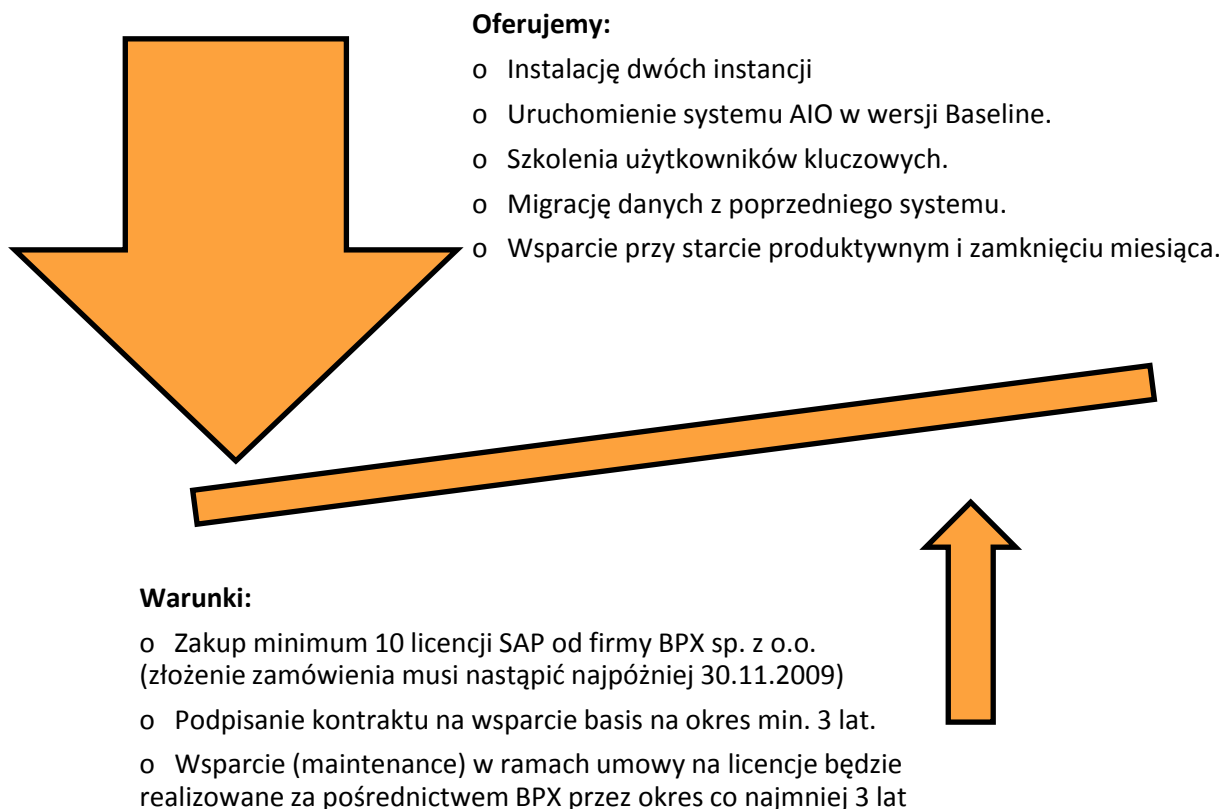 Oferujemy:
o Instalację dwóch instancji
o Uruchomienie systemu AIO w wersji Baseline.
o Szkolenia użytkowników kluczowych.
o Migrację danych z poprzedniego systemu.
o Wsparcie przy starcie produktywnym i zamknięciu miesiąca.
Warunki:
o Zakup minimum 10 licencji SAP od firmy BPX sp. z o.o.
(złożenie zamówienia musi nastąpić najpóźniej 30.11.2009)
o Podpisanie kontraktu na wsparcie basis na okres min. 3 lat.
o Wsparcie (maintenance) w ramach umowy na licencje będzie
realizowane za pośrednictwem BPX przez okres co najmniej 3 lat